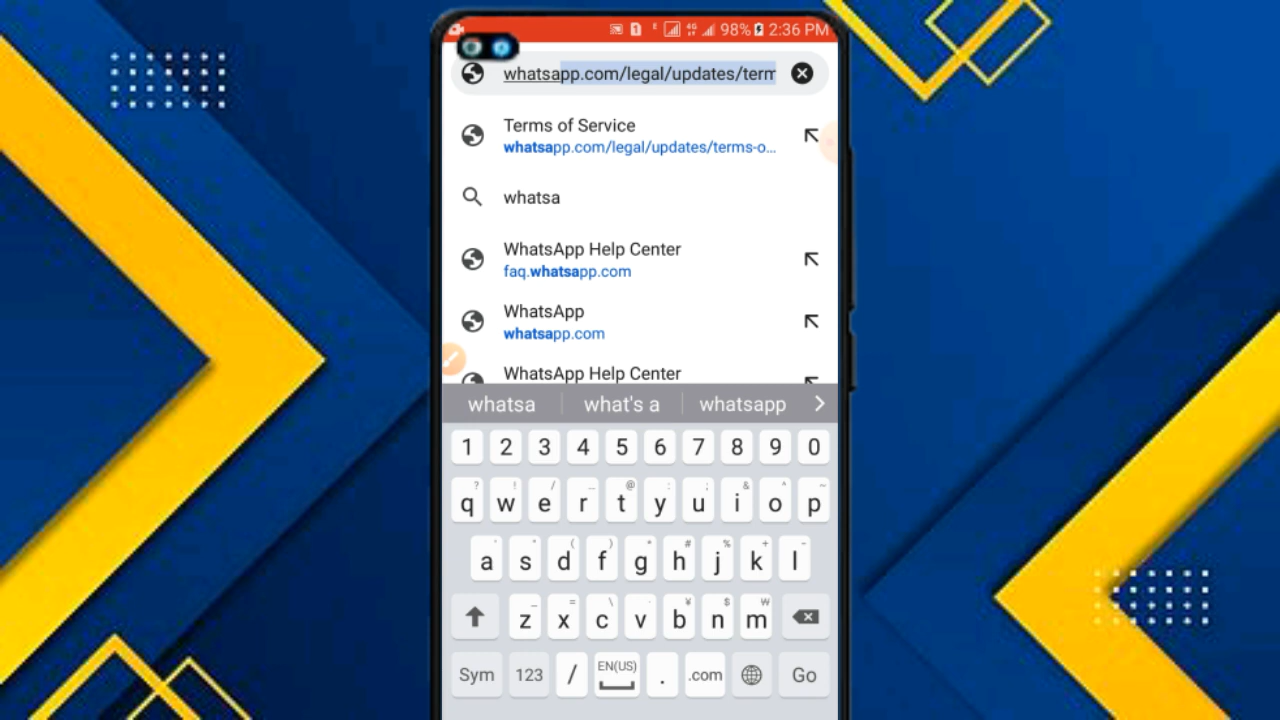 98% 2:36 PM
whatsapp.com/legal/updates/term
Terms of Service
whatsapp.com/legal/updates/terms-o...
whatsa
WhatsApp Help Center
faq.whatsapp.com
WhatsApp
whatsapp.com
WhatsApp Help Center
whatsa what's a whatsapp
1 2 3 4 5 6 7 8 9 0
q w e r t y u i o p
a s d f g h j k l
z x c v b n m
Sym 123 / EN(US) . .com Go